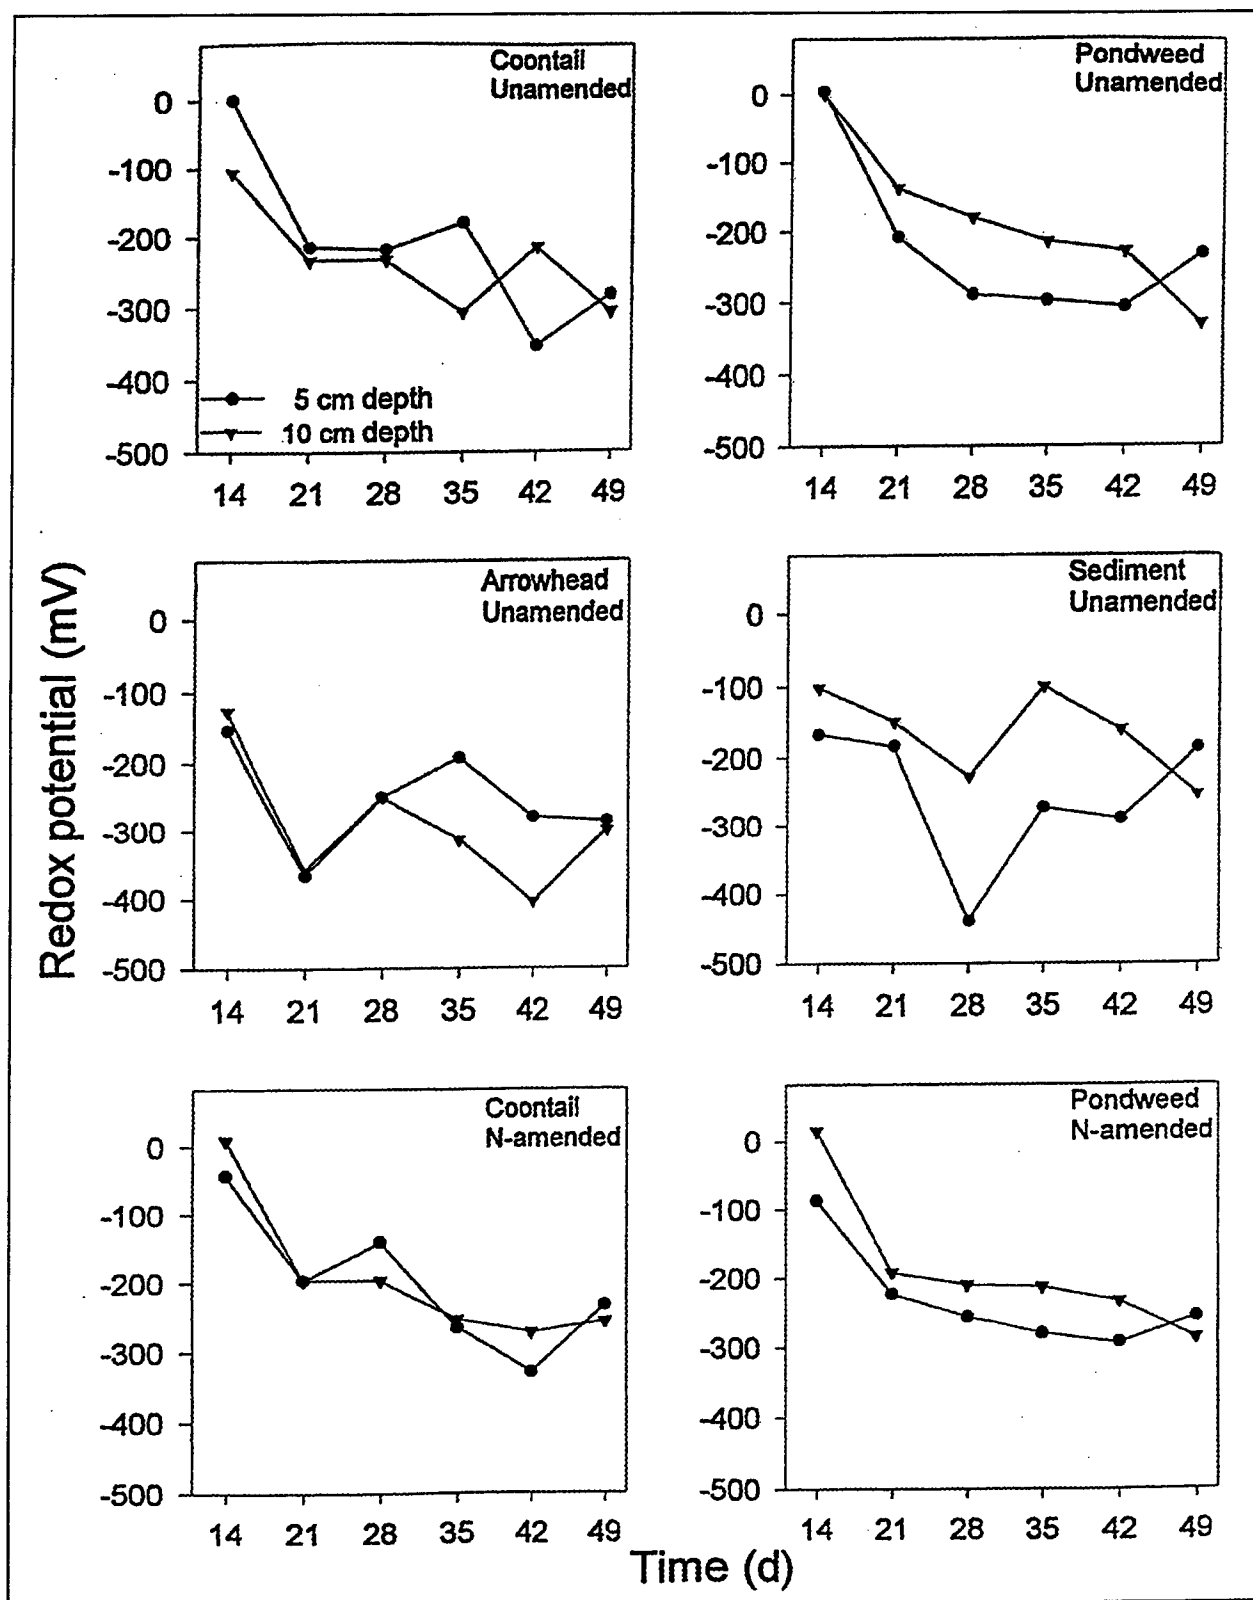 Coontail
Unamended
0
-100
-200
-300
-400
-500
5 cm depth
10 cm depth
14 21 28 35 42 49
Pondweed
Unamended
0
-100
-200
-300
-400
-500
14 21 28 35 42 49
Redox potential (mV)
Arrowhead
Unamended
0
-100
-200
-300
-400
-500
14 21 28 35 42 49
Sediment
Unamended
0
-100
-200
-300
-400
-500
14 21 28 35 42 49
Coontail
N-amended
0
-100
-200
-300
-400
-500
14 21 28 35 42 49
Pondweed
N-amended
0
-100
-200
-300
-400
-500
14 21 28 35 42 49
Time (d)